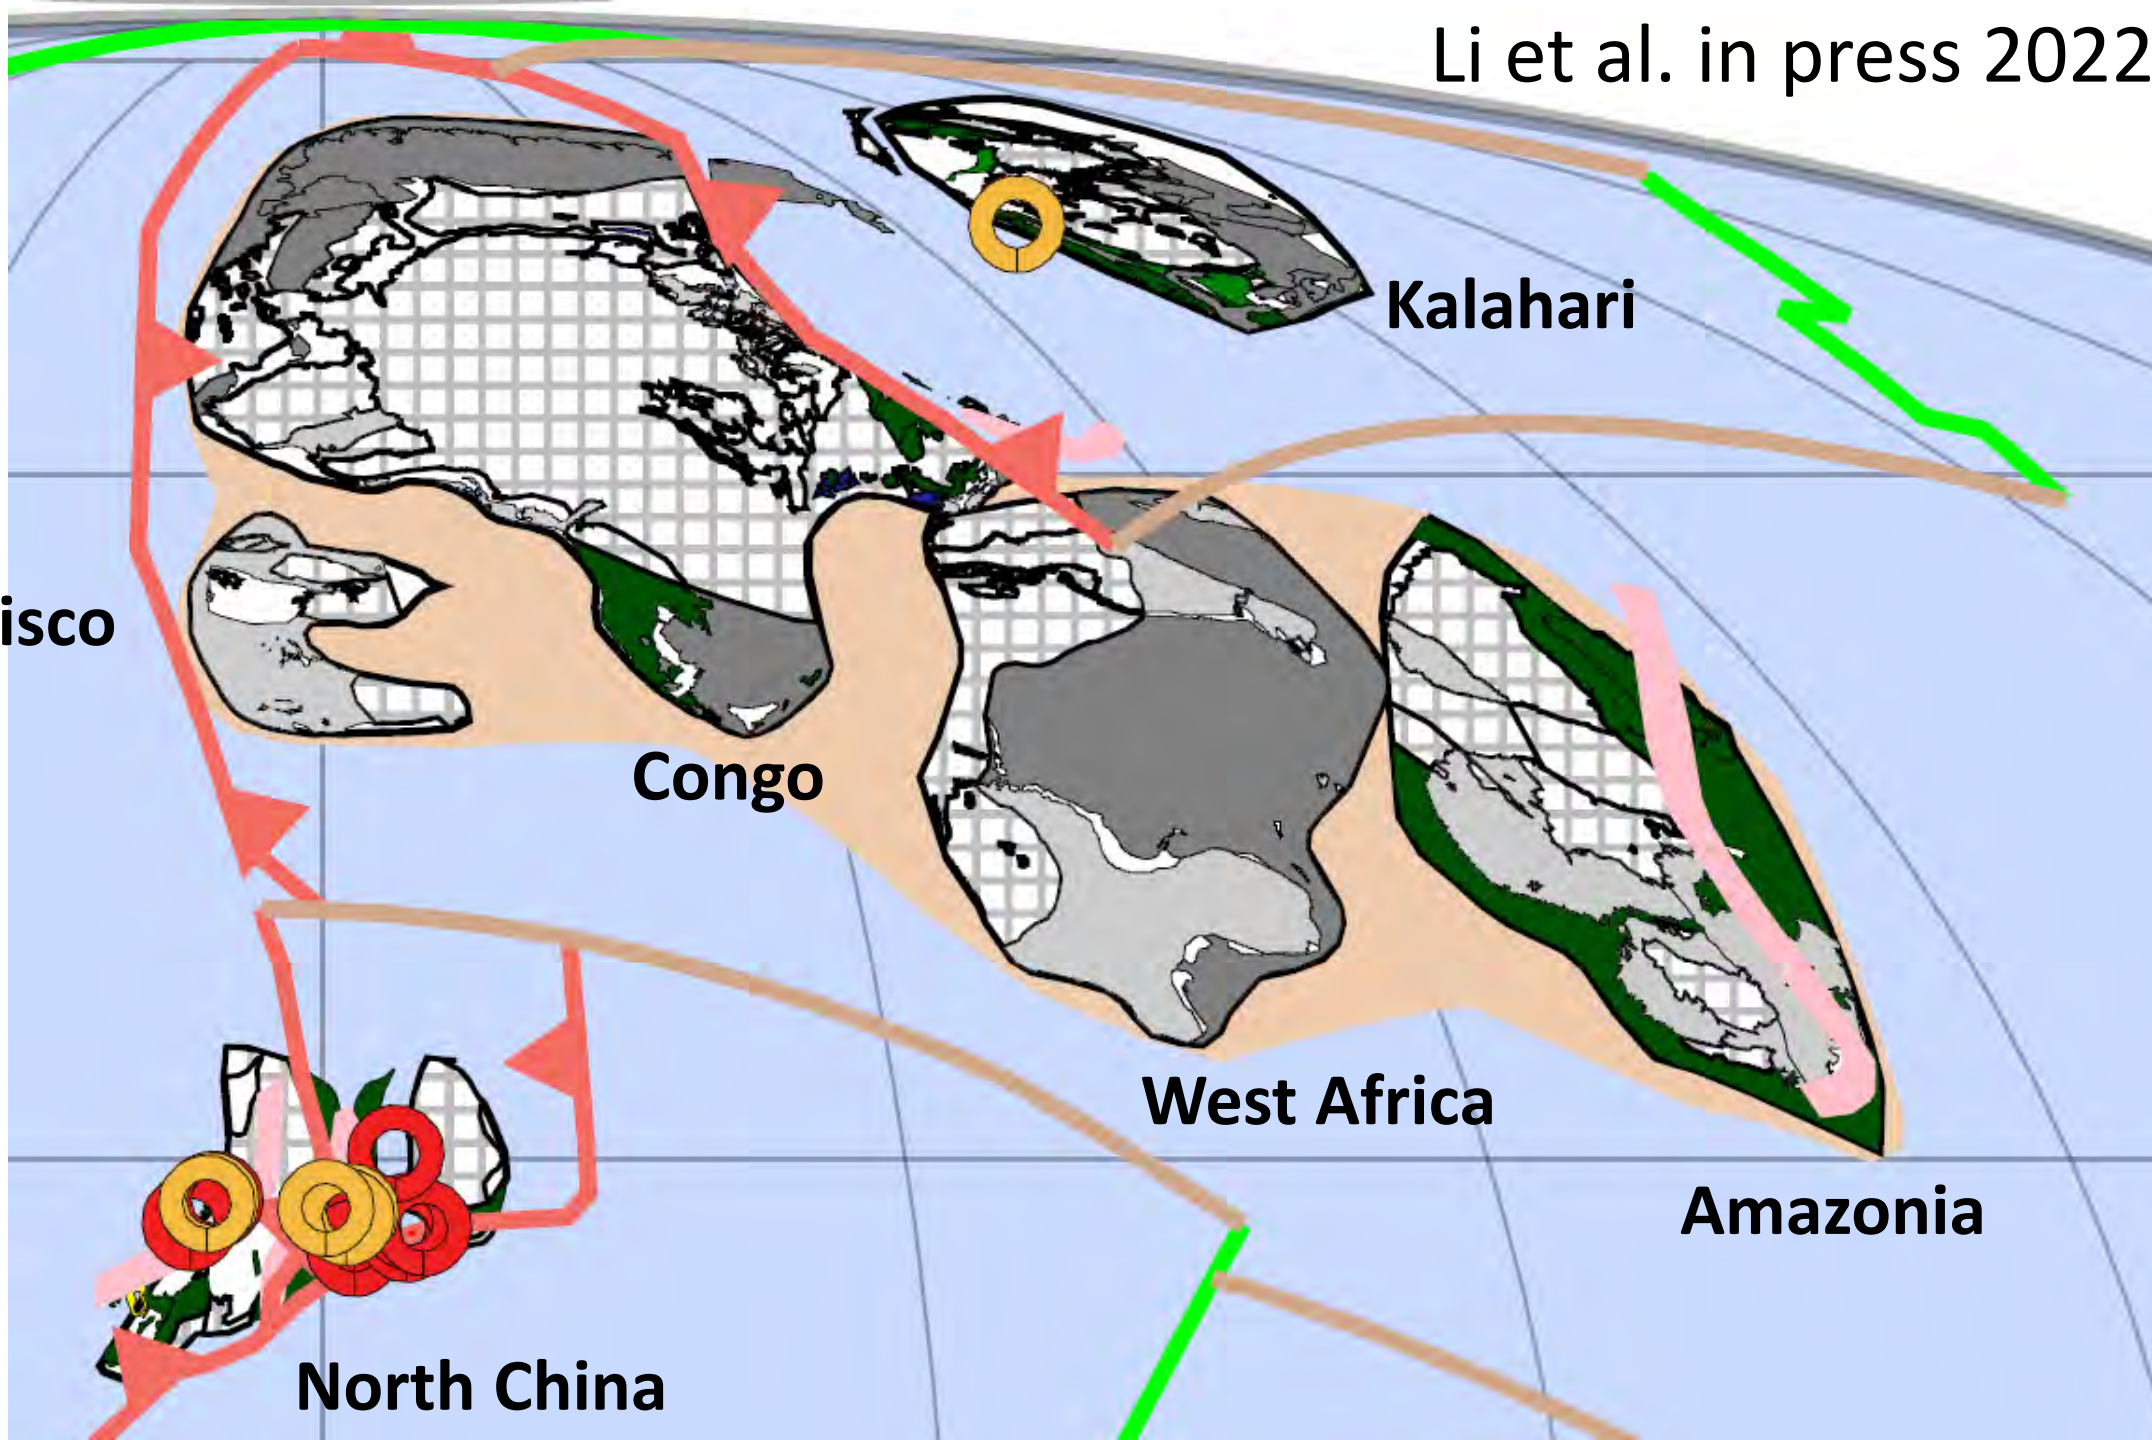 Li et al. in press 2022
Kalahari
isco
Congo
West Africa
Amazonia
North China